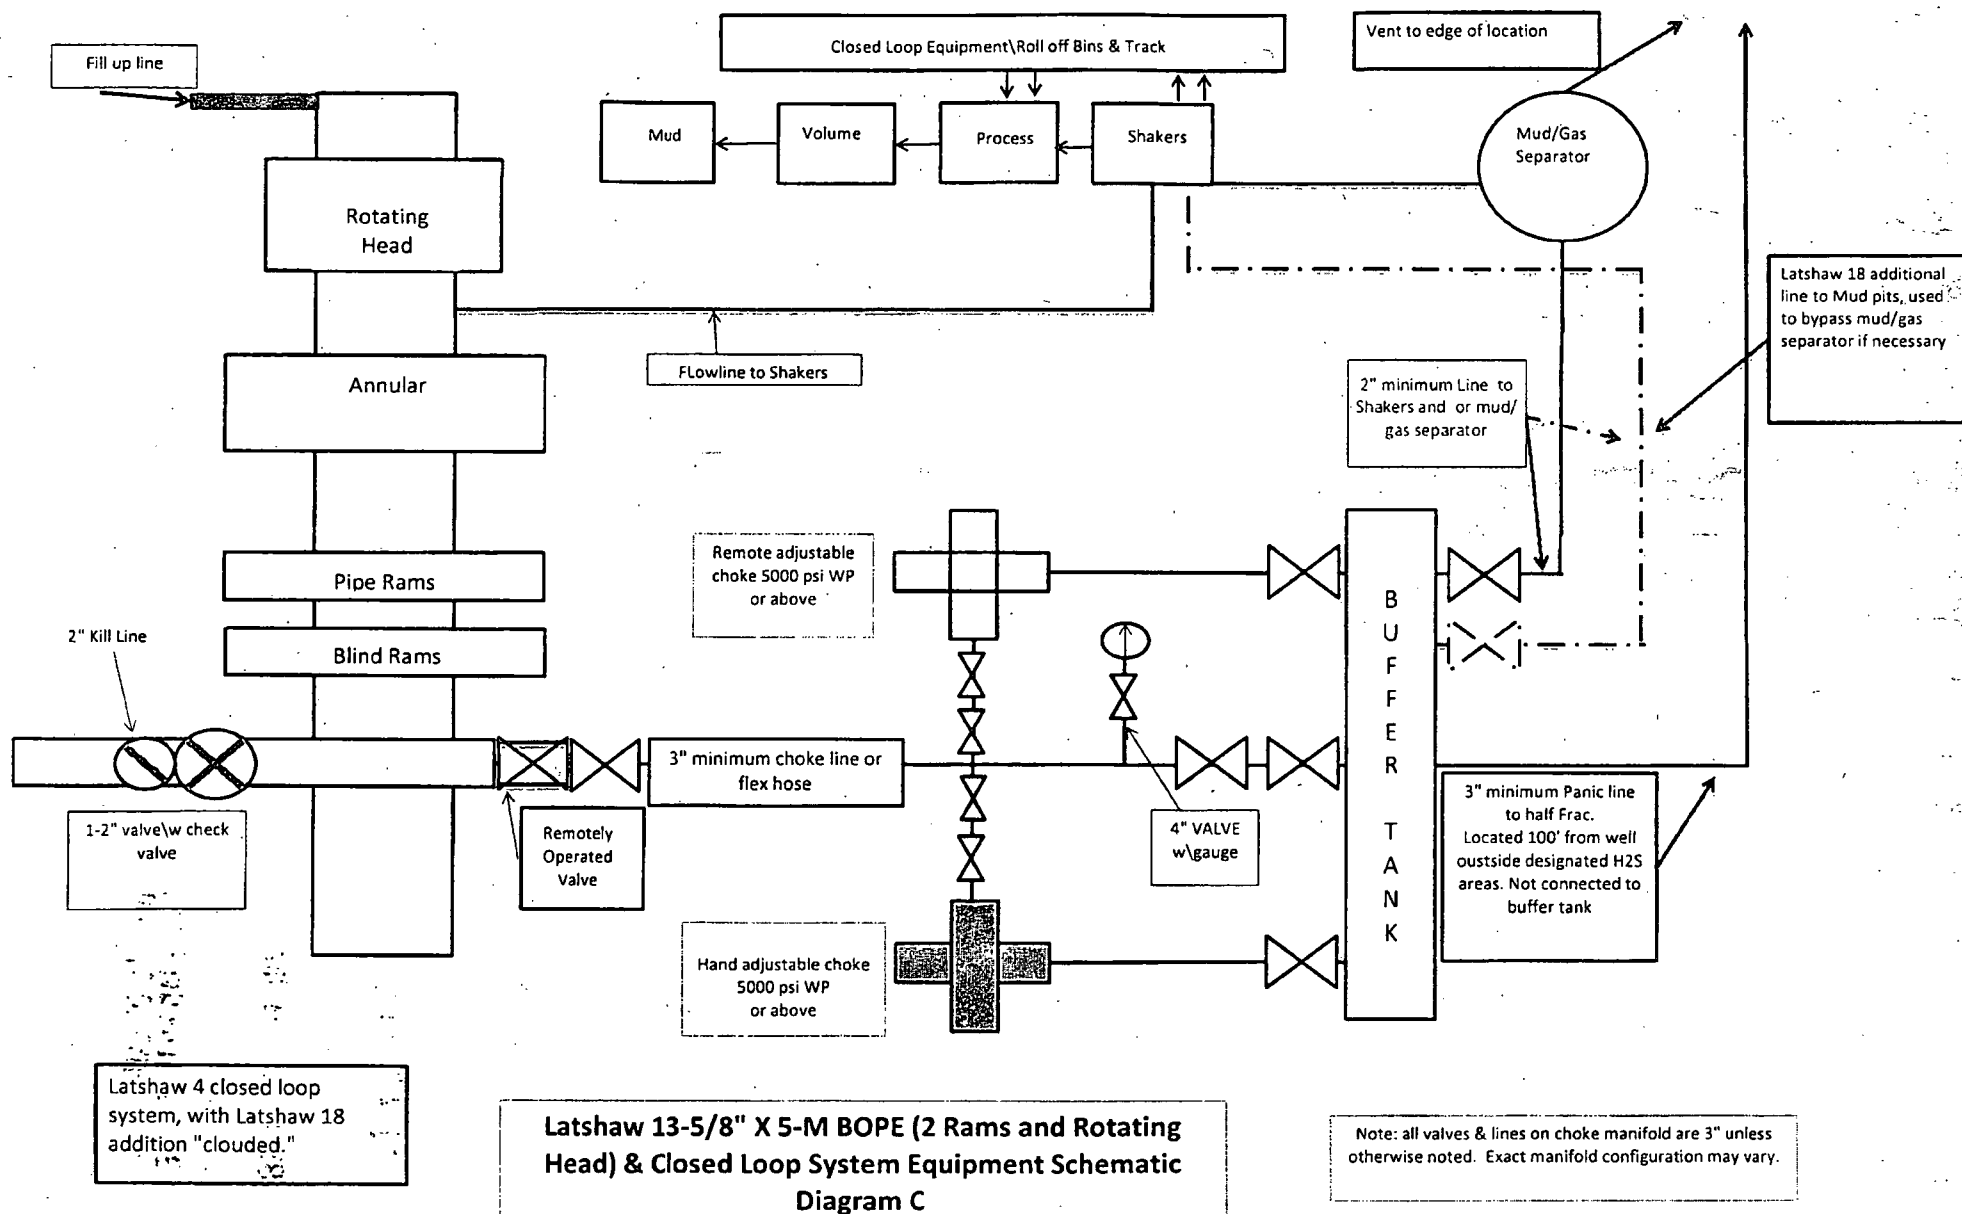 Fill up line
Closed Loop Equipment\Roll off Bins & Track
Vent to edge of location
Mud
Volume
Process
Shakers
Mud/Gas
Separator
Rotating
Head
Latshaw 18 additional
line to Mud pits, used
to bypass mud/gas
separator if necessary
FLowline to Shakers
Annular
2" minimum Line to
Shakers and or mud/
gas separator
Remote adjustable
choke 5000 psi WP
or above
Pipe Rams
2" Kill Line
Blind Rams
B
U
F
F
E
R
T
A
N
K
3" minimum choke line or
flex hose
1-2" valve\w check
valve
Remotely
Operated
Valve
4" VALVE
w\gauge
3" minimum Panic line
to half Frac.
Located 100' from well
oustside designated H2S
areas. Not connected to
buffer tank
Hand adjustable choke
5000 psi WP
or above
Latshaw 4 closed loop
system, with Latshaw 18
addition "clouded."
Latshaw 13-5/8" X 5-M BOPE (2 Rams and Rotating
Head) & Closed Loop System Equipment Schematic
Diagram C
Note: all valves & lines on choke manifold are 3" unless
otherwise noted. Exact manifold configuration may vary.